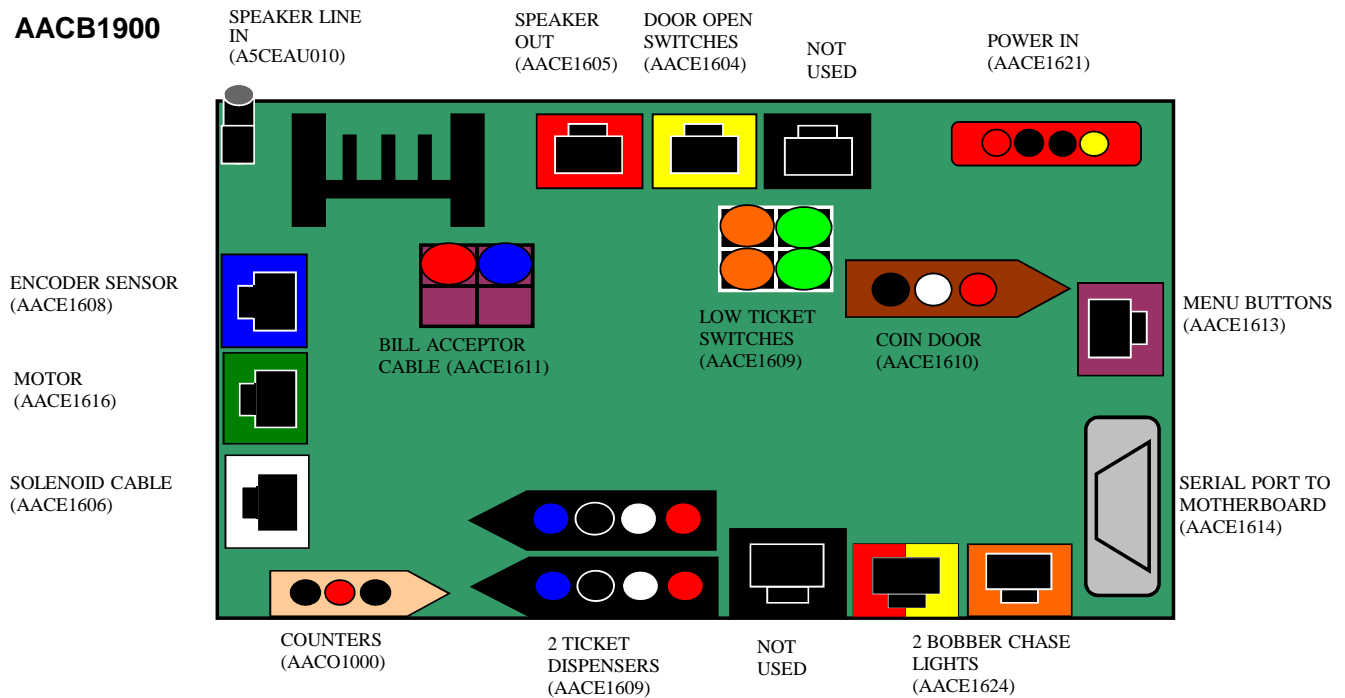 AACB1900
SPEAKER LINE
IN
(A5CEAU010)
SPEAKER
OUT
(AACE1605)
DOOR OPEN
SWITCHES
(AACE1604)
NOT
USED
POWER IN
(AACE1621)
ENCODER SENSOR
(AACE1608)
MOTOR
(AACE1616)
SOLENOID CABLE
(AACE1606)
BILL ACCEPTOR
CABLE (AACE1611)
LOW TICKET
SWITCHES
(AACE1609)
COIN DOOR
(AACE1610)
MENU BUTTONS
(AACE1613)
SERIAL PORT TO
MOTHERBOARD
(AACE1614)
COUNTERS
(AACO1000)
2 TICKET
DISPENSERS
(AACE1609)
NOT
USED
2 BOBBER CHASE
LIGHTS
(AACE1624)